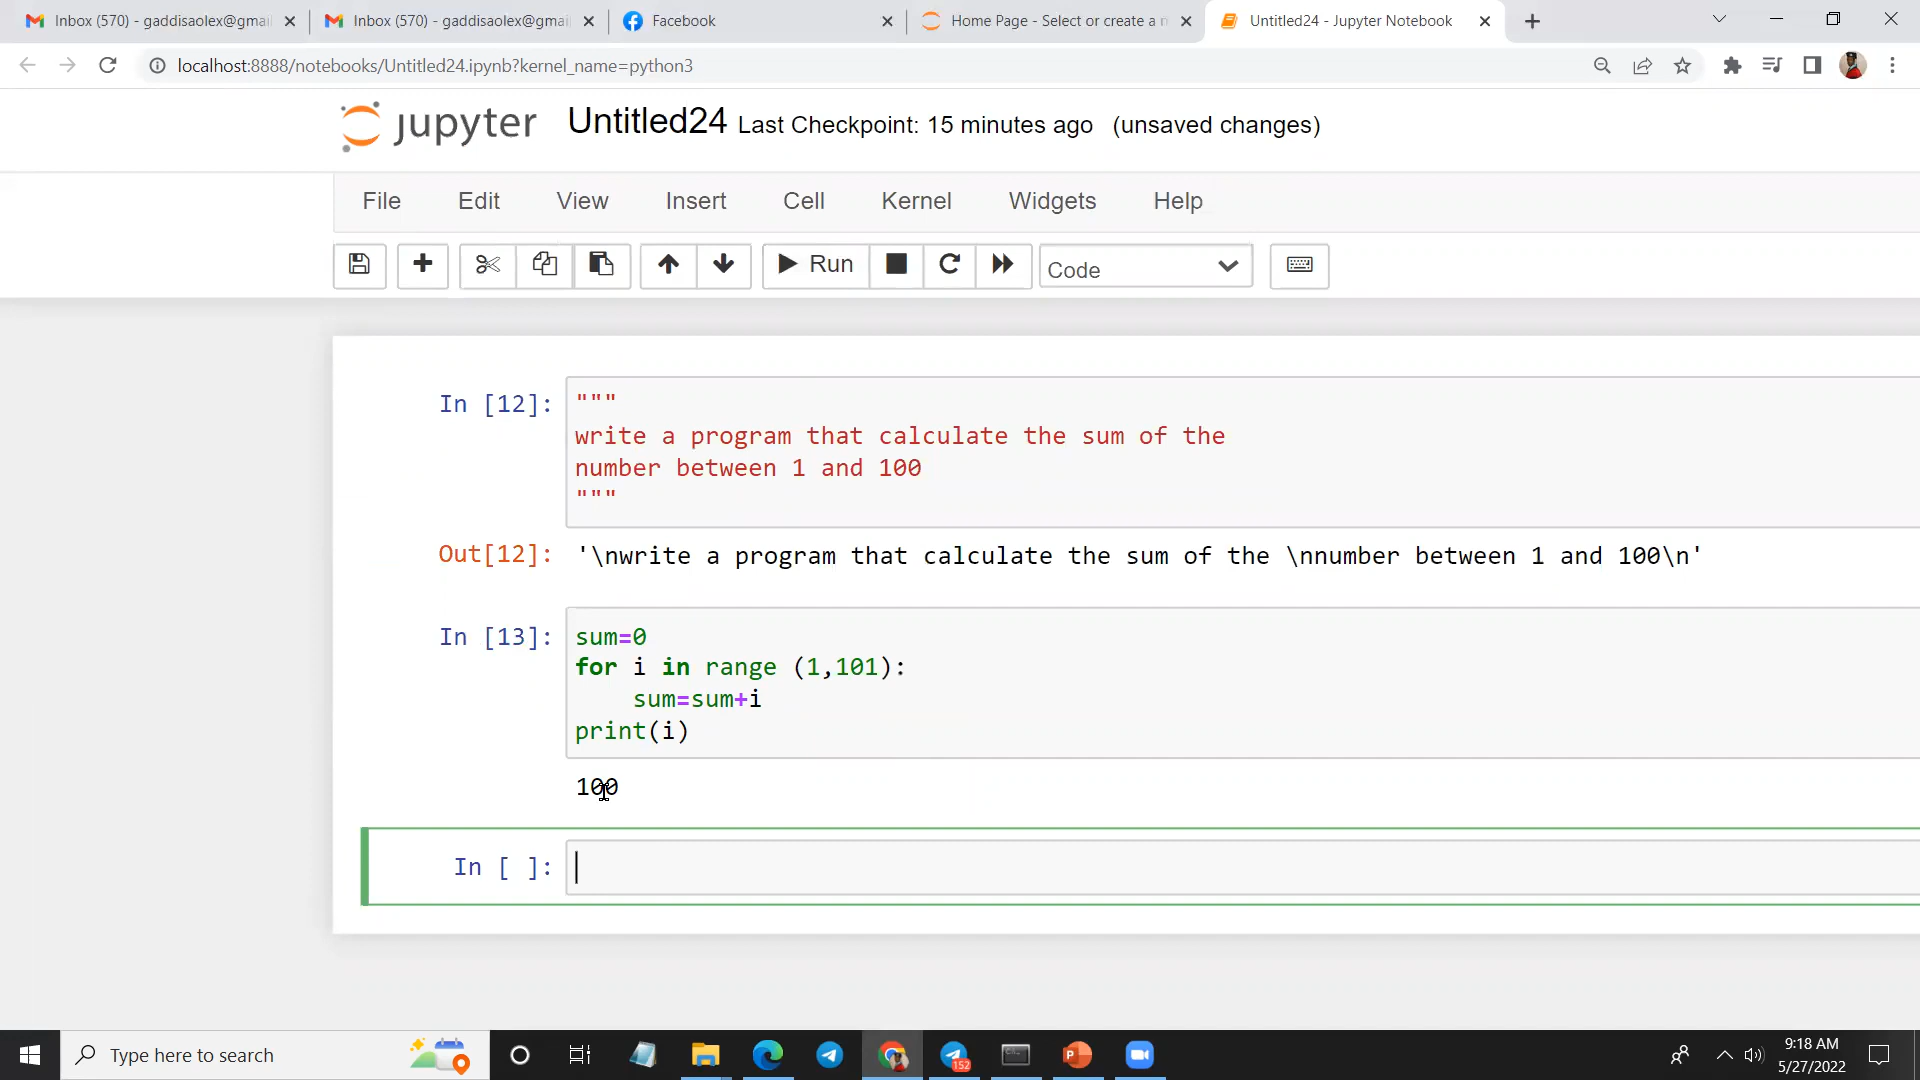 Inbox (570) - gaddisaolex@gmai
Inbox (570) - gaddisaolex@gmai
Facebook
Home Page - Select or create a n
Untitled24 - Jupyter Notebook
localhost:8888/notebooks/Untitled24.ipynb?kernel_name=python3
jupyter Untitled24 Last Checkpoint: 15 minutes ago (unsaved changes)
File Edit View Insert Cell Kernel Widgets Help
Run Code
In [12]: """
write a program that calculate the sum of the
number between 1 and 100
"""
Out[12]: '\nwrite a program that calculate the sum of the \nnumber between 1 and 100\n'
In [13]: sum=0
for i in range (1,101):
    sum=sum+i
print(i)
100
In [ ]:
Type here to search
152
9:18 AM
5/27/2022